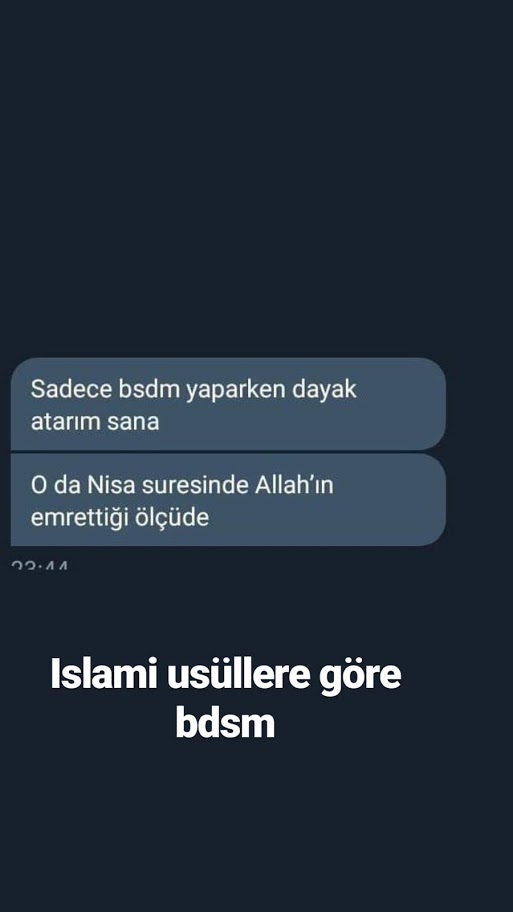 Sadece bsdm yaparken dayak
atarım sana
O da Nisa suresinde Allah'ın
emrettiği ölçüde
23:44
Islami usüllere göre
bdsm